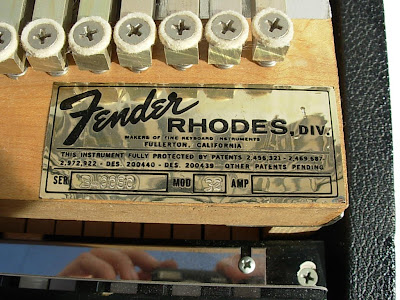 Fender
RHODES, DIV.
MAKERS OF FINE KEYBOARD INSTRUMENTS
FULLERTON, CALIFORNIA
THIS INSTRUMENT FULLY PROTECTED BY PATENTS 2,456,321 - 2,469,587
2,972,922 - DES. 200440 - DES. 200439 OTHER PATENTS PENDING
SER MOD AMP